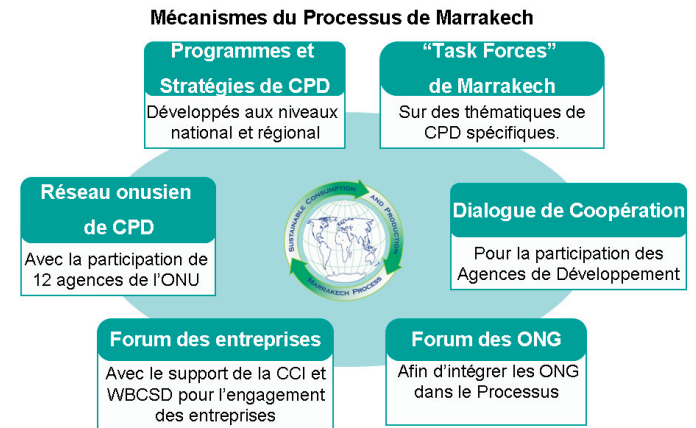 Mécanismes du Processus de Marrakech
Programmes et
Stratégies de CPD
Développés aux niveaux
national et régional
“Task Forces”
de Marrakech
Sur des thématiques de
CPD spécifiques.
Réseau onusien
de CPD
Avec la participation de
12 agences de l’ONU
SUSTAINABLE CONSUMPTION
AND PRODUCTION
MARRAKECH PROCESS
Dialogue de Coopération
Pour la participation des
Agences de Développement
Forum des entreprises
Avec le support de la CCI et
WBCSD pour l’engagement
des entreprises
Forum des ONG
Afin d’intégrer les ONG
dans le Processus